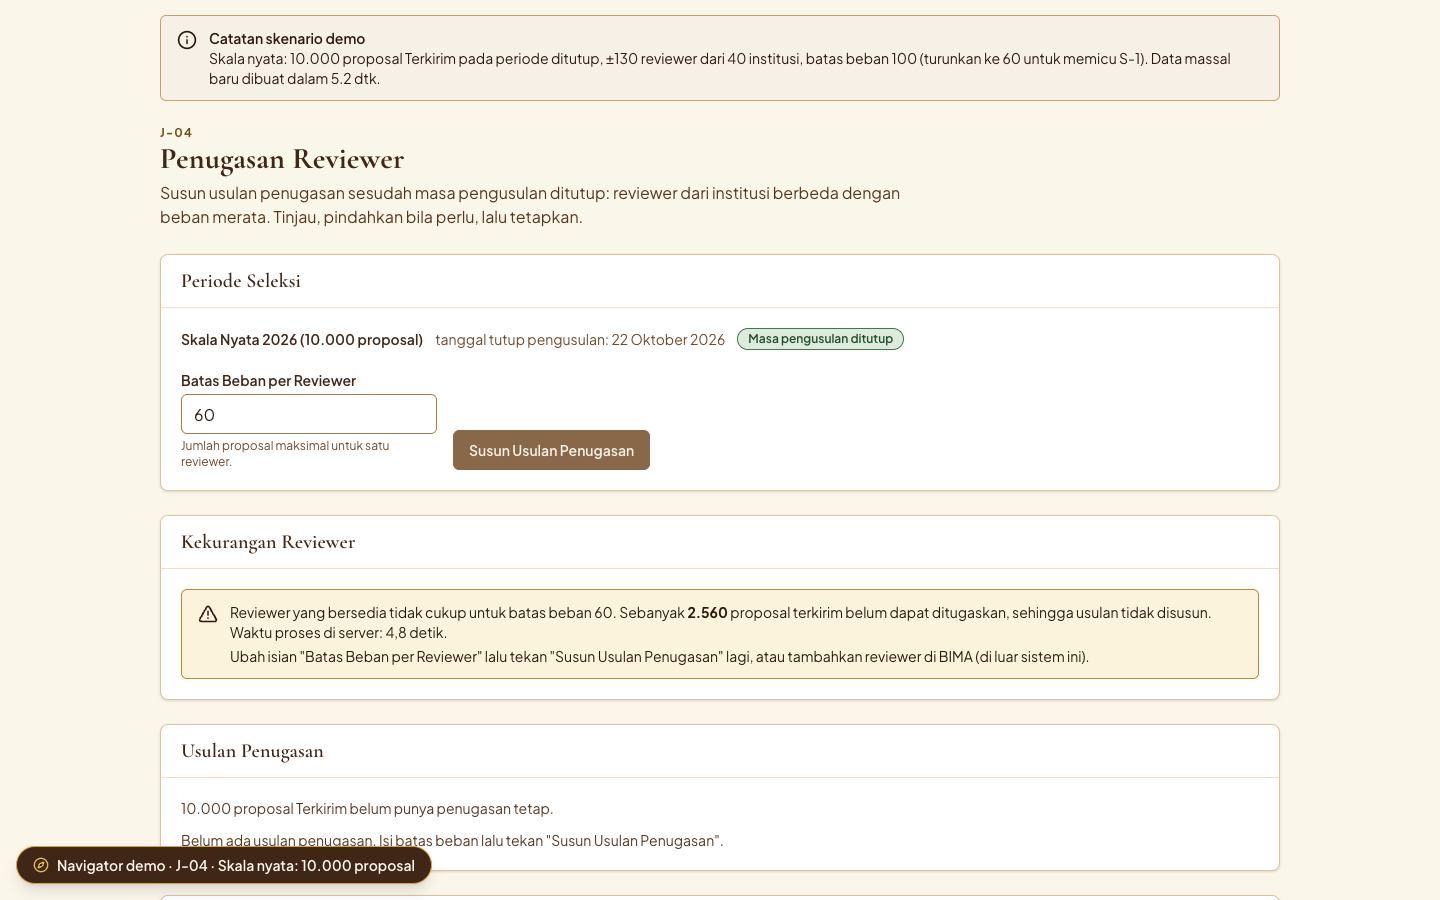 Catatan skenario demo
Skala nyata: 10.000 proposal Terkirim pada periode ditutup, ±130 reviewer dari 40 institusi, batas beban 100 (turunkan ke 60 untuk memicu S-1). Data massal
baru dibuat dalam 5.2 dtk.
J-04
Penugasan Reviewer
Susun usulan penugasan sesudah masa pengusulan ditutup: reviewer dari institusi berbeda dengan
beban merata. Tinjau, pindahkan bila perlu, lalu tetapkan.
Periode Seleksi
Skala Nyata 2026 (10.000 proposal) tanggal tutup pengusulan: 22 Oktober 2026 Masa pengusulan ditutup
Batas Beban per Reviewer
60
Jumlah proposal maksimal untuk satu
reviewer.
Susun Usulan Penugasan
Kekurangan Reviewer
Reviewer yang bersedia tidak cukup untuk batas beban 60. Sebanyak 2.560 proposal terkirim belum dapat ditugaskan, sehingga usulan tidak disusun.
Waktu proses di server: 4,8 detik.
Ubah isian "Batas Beban per Reviewer" lalu tekan "Susun Usulan Penugasan" lagi, atau tambahkan reviewer di BIMA (di luar sistem ini).
Usulan Penugasan
10.000 proposal Terkirim belum punya penugasan tetap.
Belum ada usulan penugasan. Isi batas beban lalu tekan "Susun Usulan Penugasan".
Navigator demo · J-04 · Skala nyata: 10.000 proposal